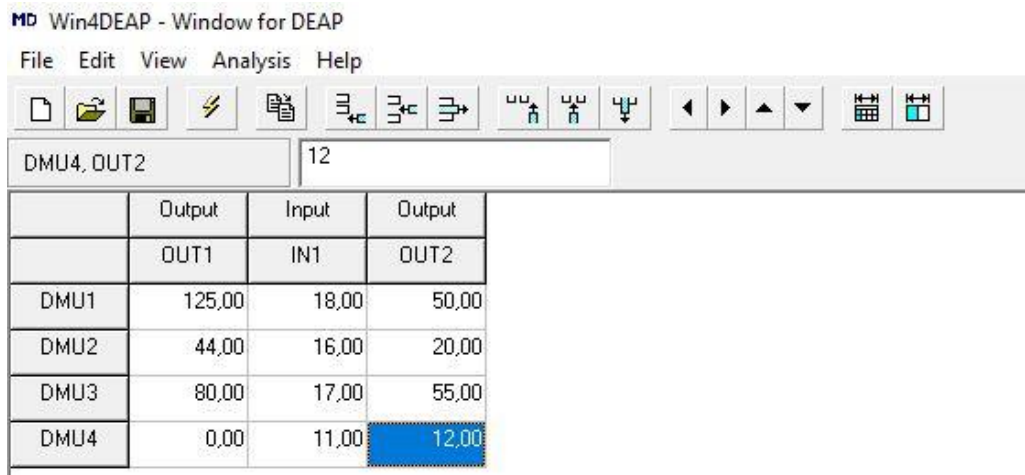 MD Win4DEAP - Window for DEAP
File Edit View Analysis Help
DMU4, OUT2 12
Output Input Output
OUT1 IN1 OUT2
DMU1 125,00 18,00 50,00
DMU2 44,00 16,00 20,00
DMU3 80,00 17,00 55,00
DMU4 0,00 11,00 12,00